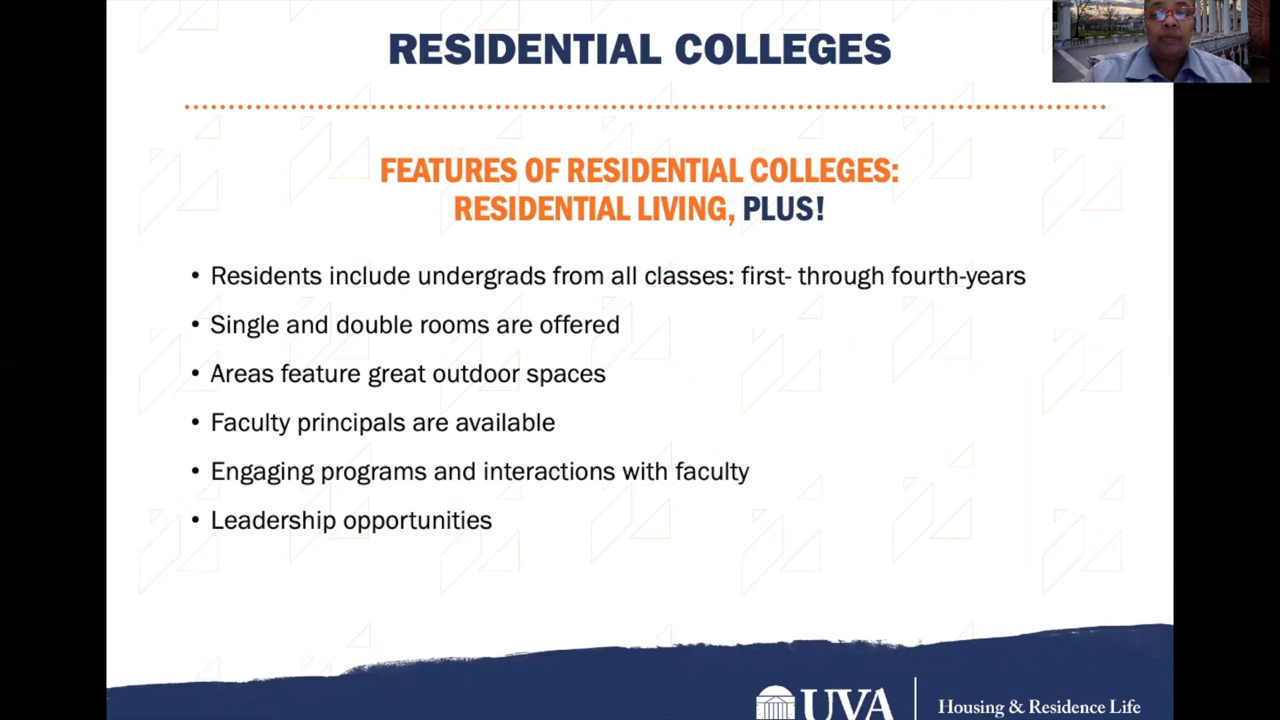 RESIDENTIAL COLLEGES
FEATURES OF RESIDENTIAL COLLEGES:
RESIDENTIAL LIVING, PLUS!
• Residents include undergrads from all classes: first- through fourth-years
• Single and double rooms are offered
• Areas feature great outdoor spaces
• Faculty principals are available
• Engaging programs and interactions with faculty
• Leadership opportunities
UVA Housing & Residence Life